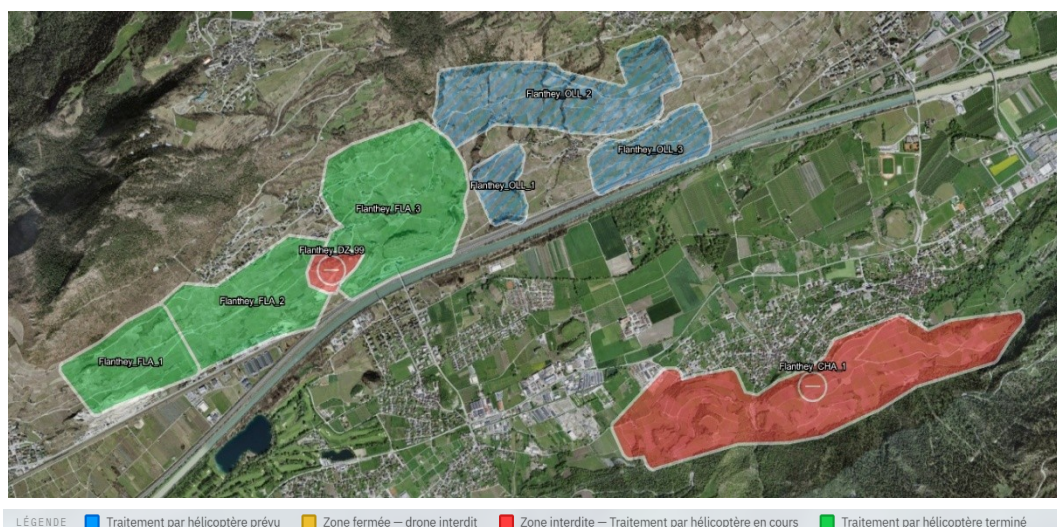 Flanthey_OLL_2
Flanthey_OLL_3
Flanthey_OLL_1
Flanthey_FLA_3
Flanthey_DZ_99
Flanthey_FLA_2
Flanthey_FLA_1
Flanthey_CHA_1
LÉGENDE Traitement par hélicoptère prévu Zone fermée — drone interdit Zone interdite — Traitement par hélicoptère en cours Traitement par hélicoptère terminé